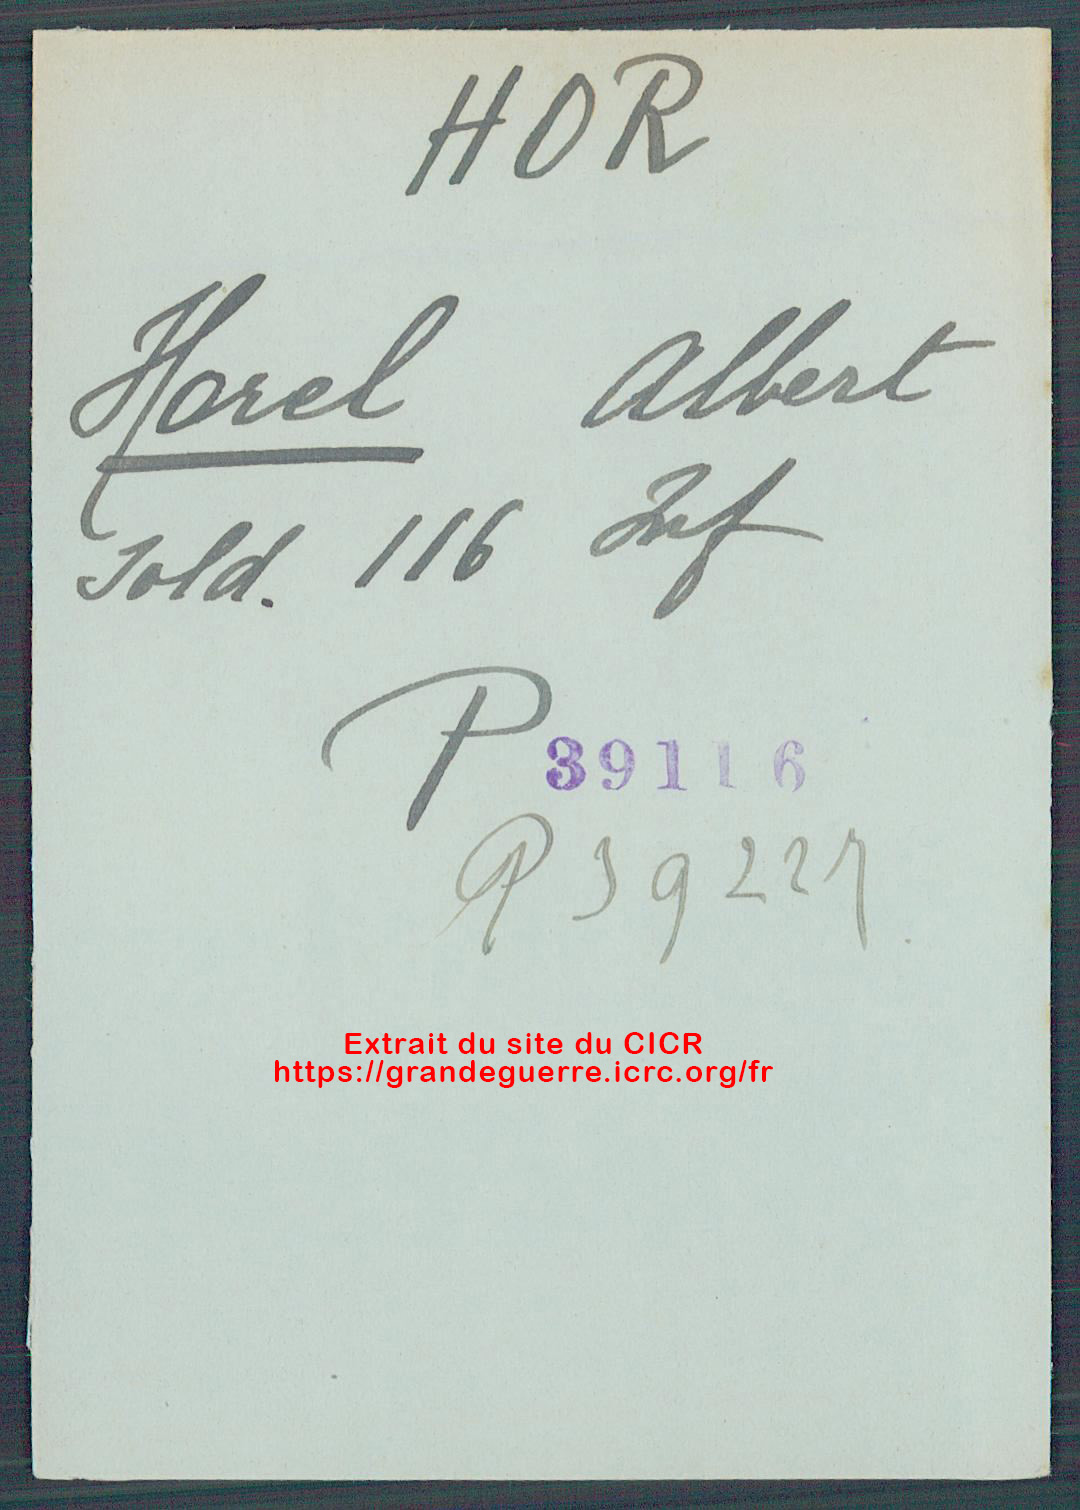 HOR
Horel Albert
Sold. 116 Inf
P 39116
P 39227
Extrait du site du CICR
https://grandeguerre.icrc.org/fr